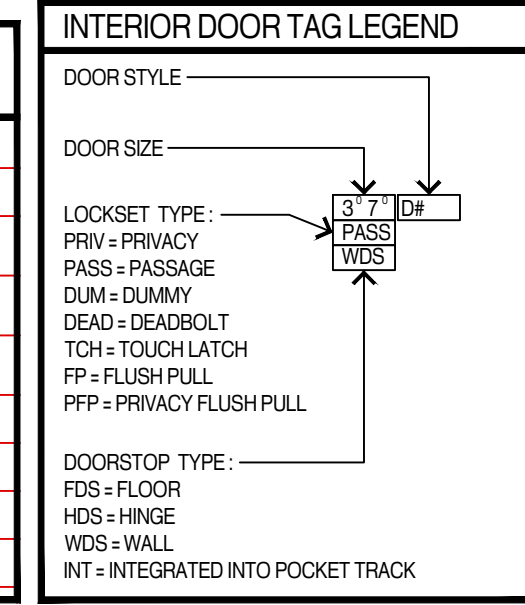 INTERIOR DOOR TAG LEGEND
DOOR STYLE
DOOR SIZE
3⁰ 7⁰ D#
PASS
WDS
LOCKSET TYPE:
PRIV = PRIVACY
PASS = PASSAGE
DUM = DUMMY
DEAD = DEADBOLT
TCH = TOUCH LATCH
FP = FLUSH PULL
PFP = PRIVACY FLUSH PULL
DOORSTOP TYPE:
FDS = FLOOR
HDS = HINGE
WDS = WALL
INT = INTEGRATED INTO POCKET TRACK